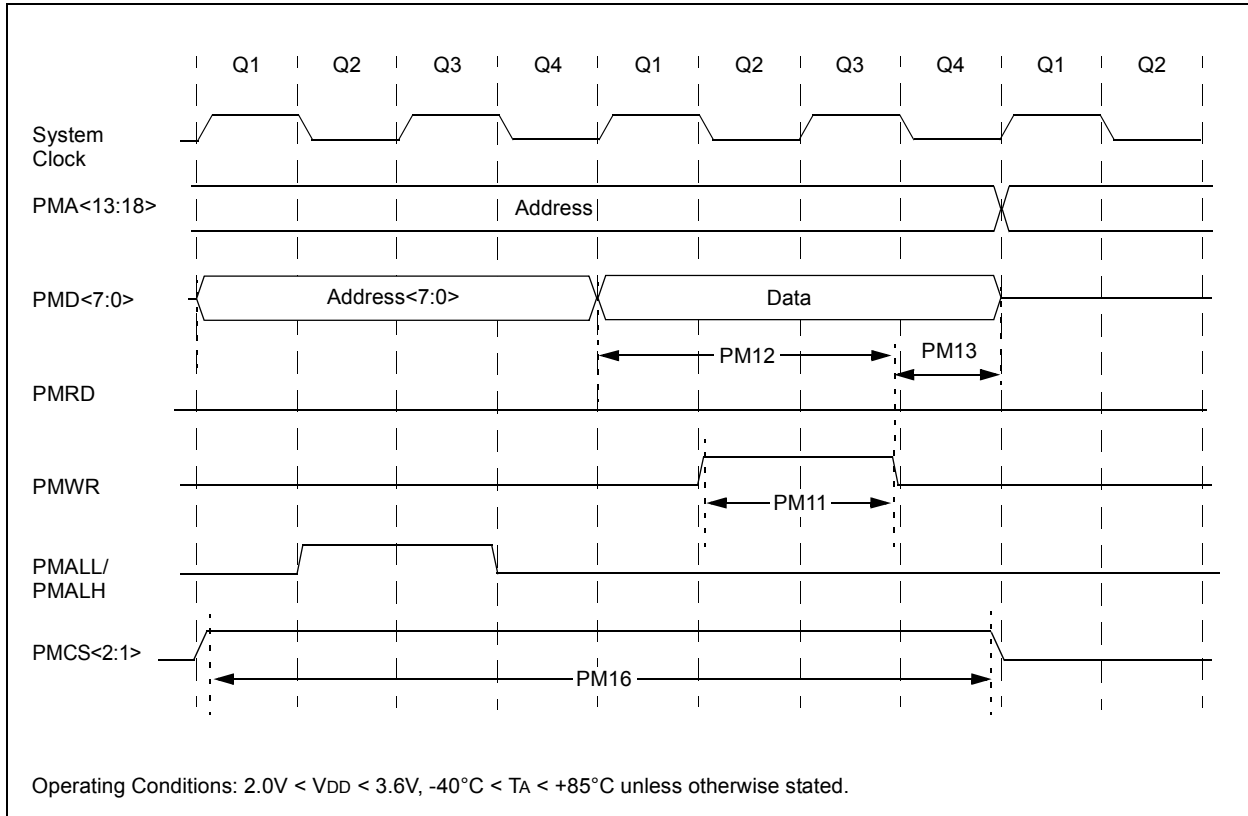 Q1 Q2 Q3 Q4 Q1 Q2 Q3 Q4 Q1 Q2
System
Clock
PMA<13:18>
Address
PMD<7:0>
Address<7:0>
Data
PM12
PM13
PMRD
PMWR
PM11
PMALL/
PMALH
PMCS<2:1>
PM16
Operating Conditions: 2.0V < VDD < 3.6V, -40°C < TA < +85°C unless otherwise stated.